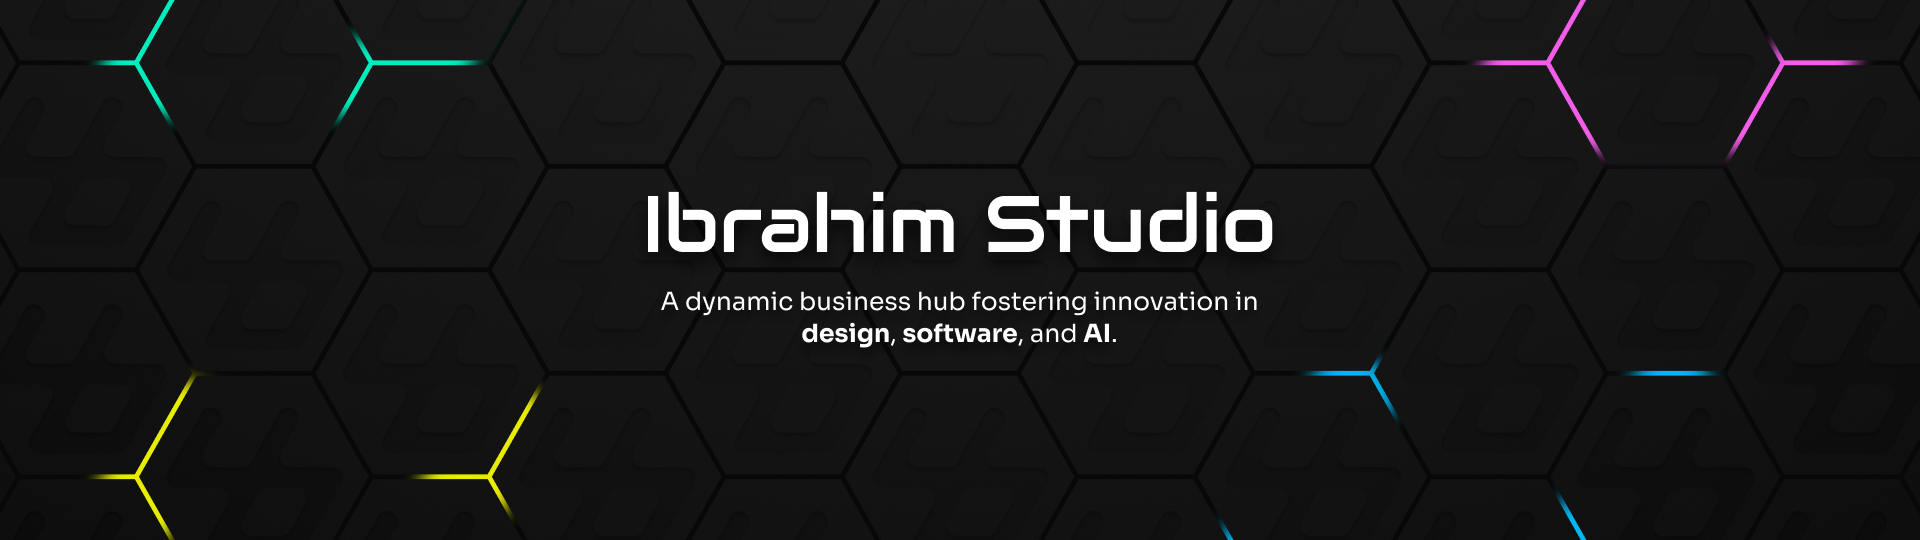 Ibrahim Studio
A dynamic business hub fostering innovation in
design, software, and AI.